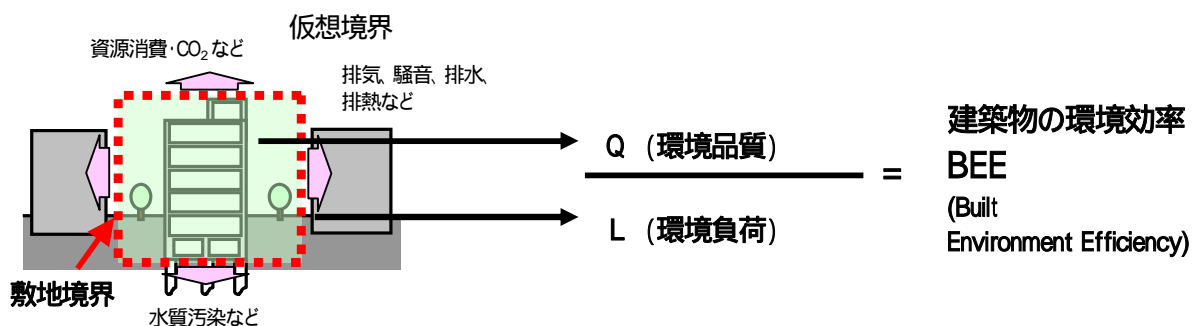 仮想境界
資源消費・CO2など
排気、騒音、排水、
排熱など
Q (環境品質)
L (環境負荷)
=
建築物の環境効率
BEE
(Built
Environment Efficiency)
敷地境界
水質汚染など